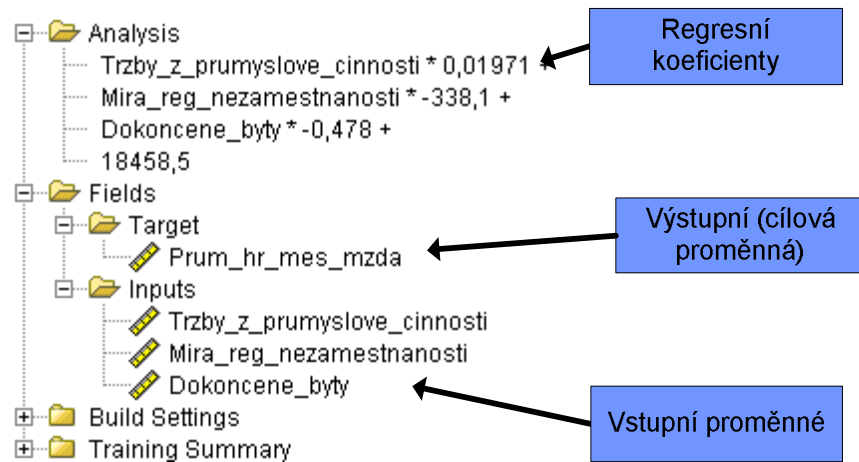 Analysis
Trzby_z_prumyslove_cinnosti * 0,01971 +
Mira_reg_nezamestnanosti * -338,1 +
Dokoncene_byty * -0,478 +
18458,5
Fields
Target
Prum_hr_mes_mzda
Inputs
Trzby_z_prumyslove_cinnosti
Mira_reg_nezamestnanosti
Dokoncene_byty
Build Settings
Training Summary
Regresní
koeficienty
Výstupní (cílová
proměnná)
Vstupní proměnné